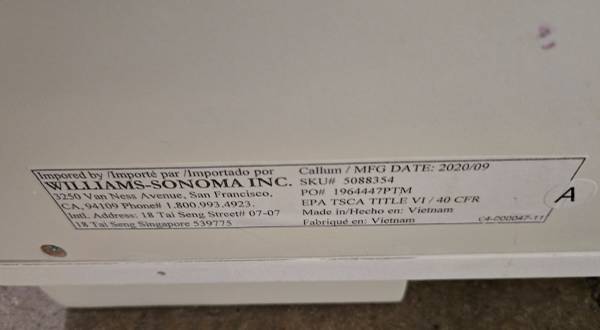 Impored by /Importé par /Importado por
WILLIAMS-SONOMA INC.
3250 Van Ness Avenue, San Francisco,
CA, 94109 Phone# 1.800.993.4923.
Intl. Address: 18 Tai Seng Street# 07-07
18 Tai Seng Singapore 539775
Callum / MFG DATE: 2020/09
SKU# 5088354
PO# 1964447PTM
EPA TSCA TITLE VI / 40 CFR
Made in/Hecho en: Vietnam
Fabriqué en: Vietnam
C4-000047-11
A